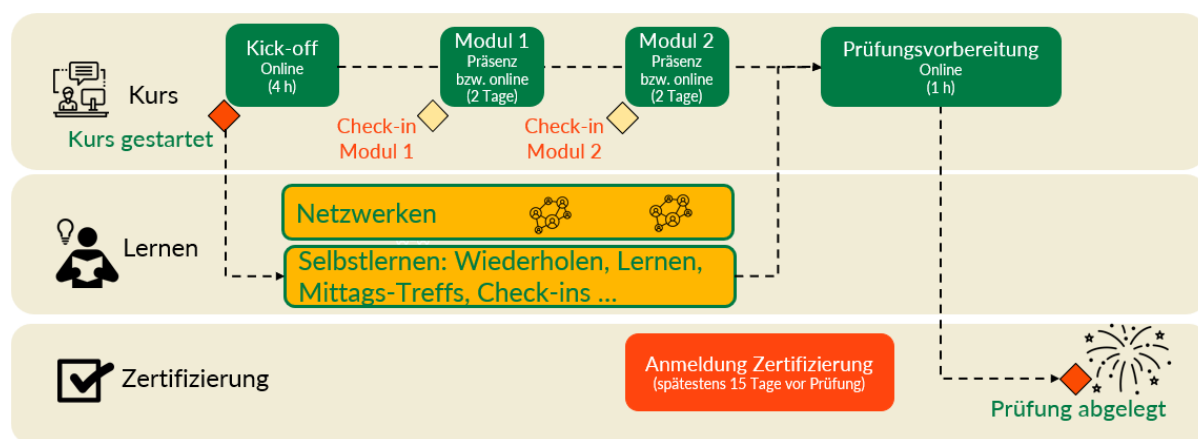 Kick-off
Online
(4 h)
Modul 1
Präsenz
bzw. online
(2 Tage)
Modul 2
Präsenz
bzw. online
(2 Tage)
Prüfungsvorbereitung
Online
(1 h)
Kurs
Kurs gestartet
Check-in
Modul 1
Check-in
Modul 2
Lernen
Netzwerken
Selbstlernen: Wiederholen, Lernen,
Mittags-Treffs, Check-ins ...
Zertifizierung
Anmeldung Zertifizierung
(spätestens 15 Tage vor Prüfung)
Prüfung abgelegt